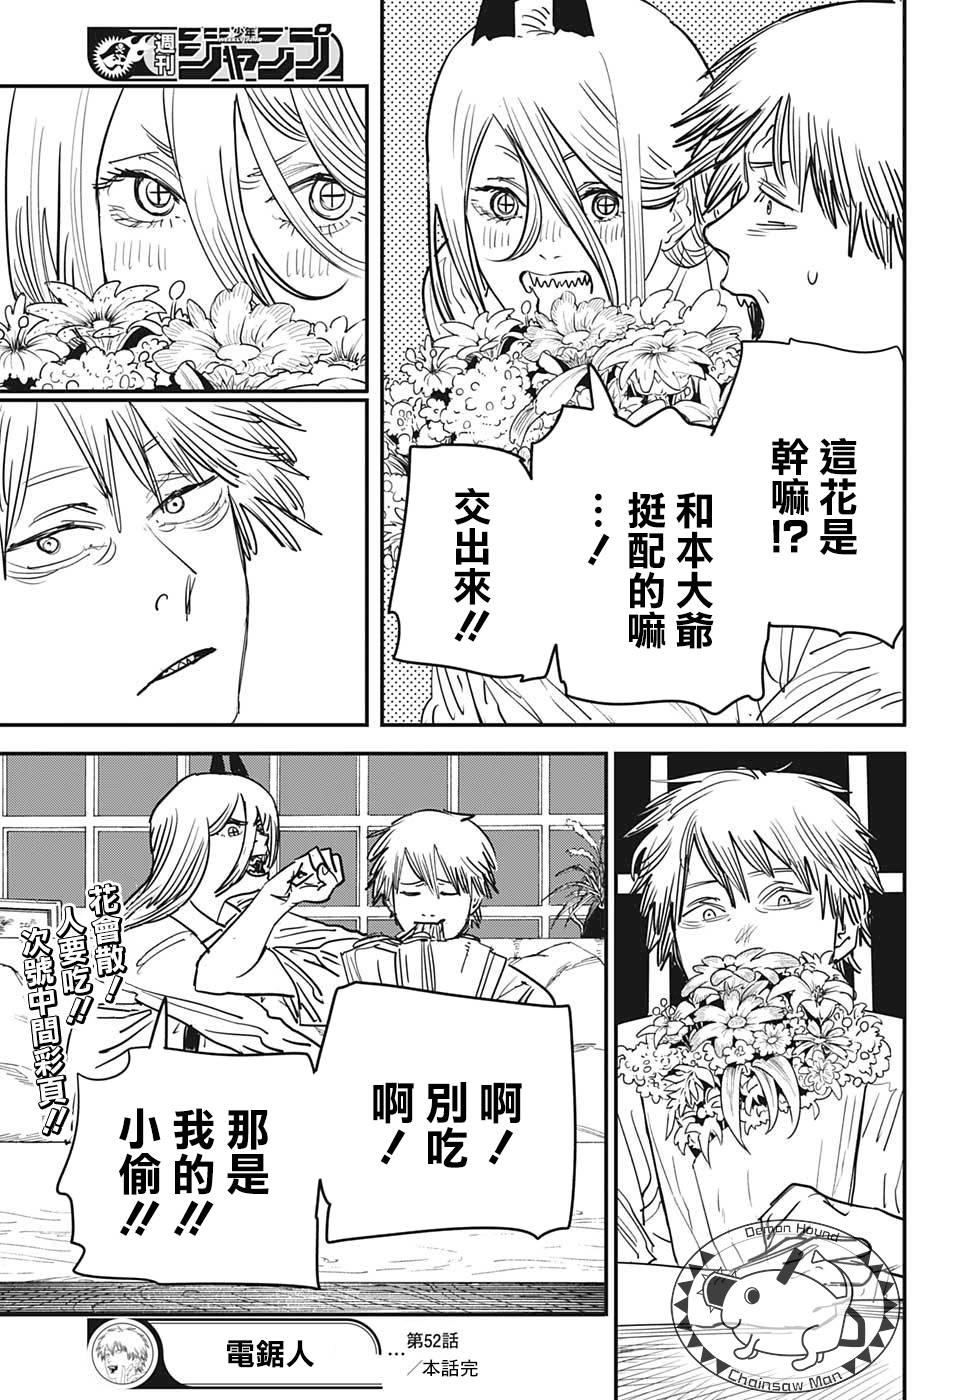 週刊
少年
ジャンプ
這花是
幹嘛!?
和本大爺
挺配的嘛
…!
交出來!!
啊!
別吃
啊!
那是
我的!!
小偷!!
花會散!
人要吃!!
次號中間彩頁!!
電鋸人
…第52話
/本話完
Demon Hound
Chainsaw Man